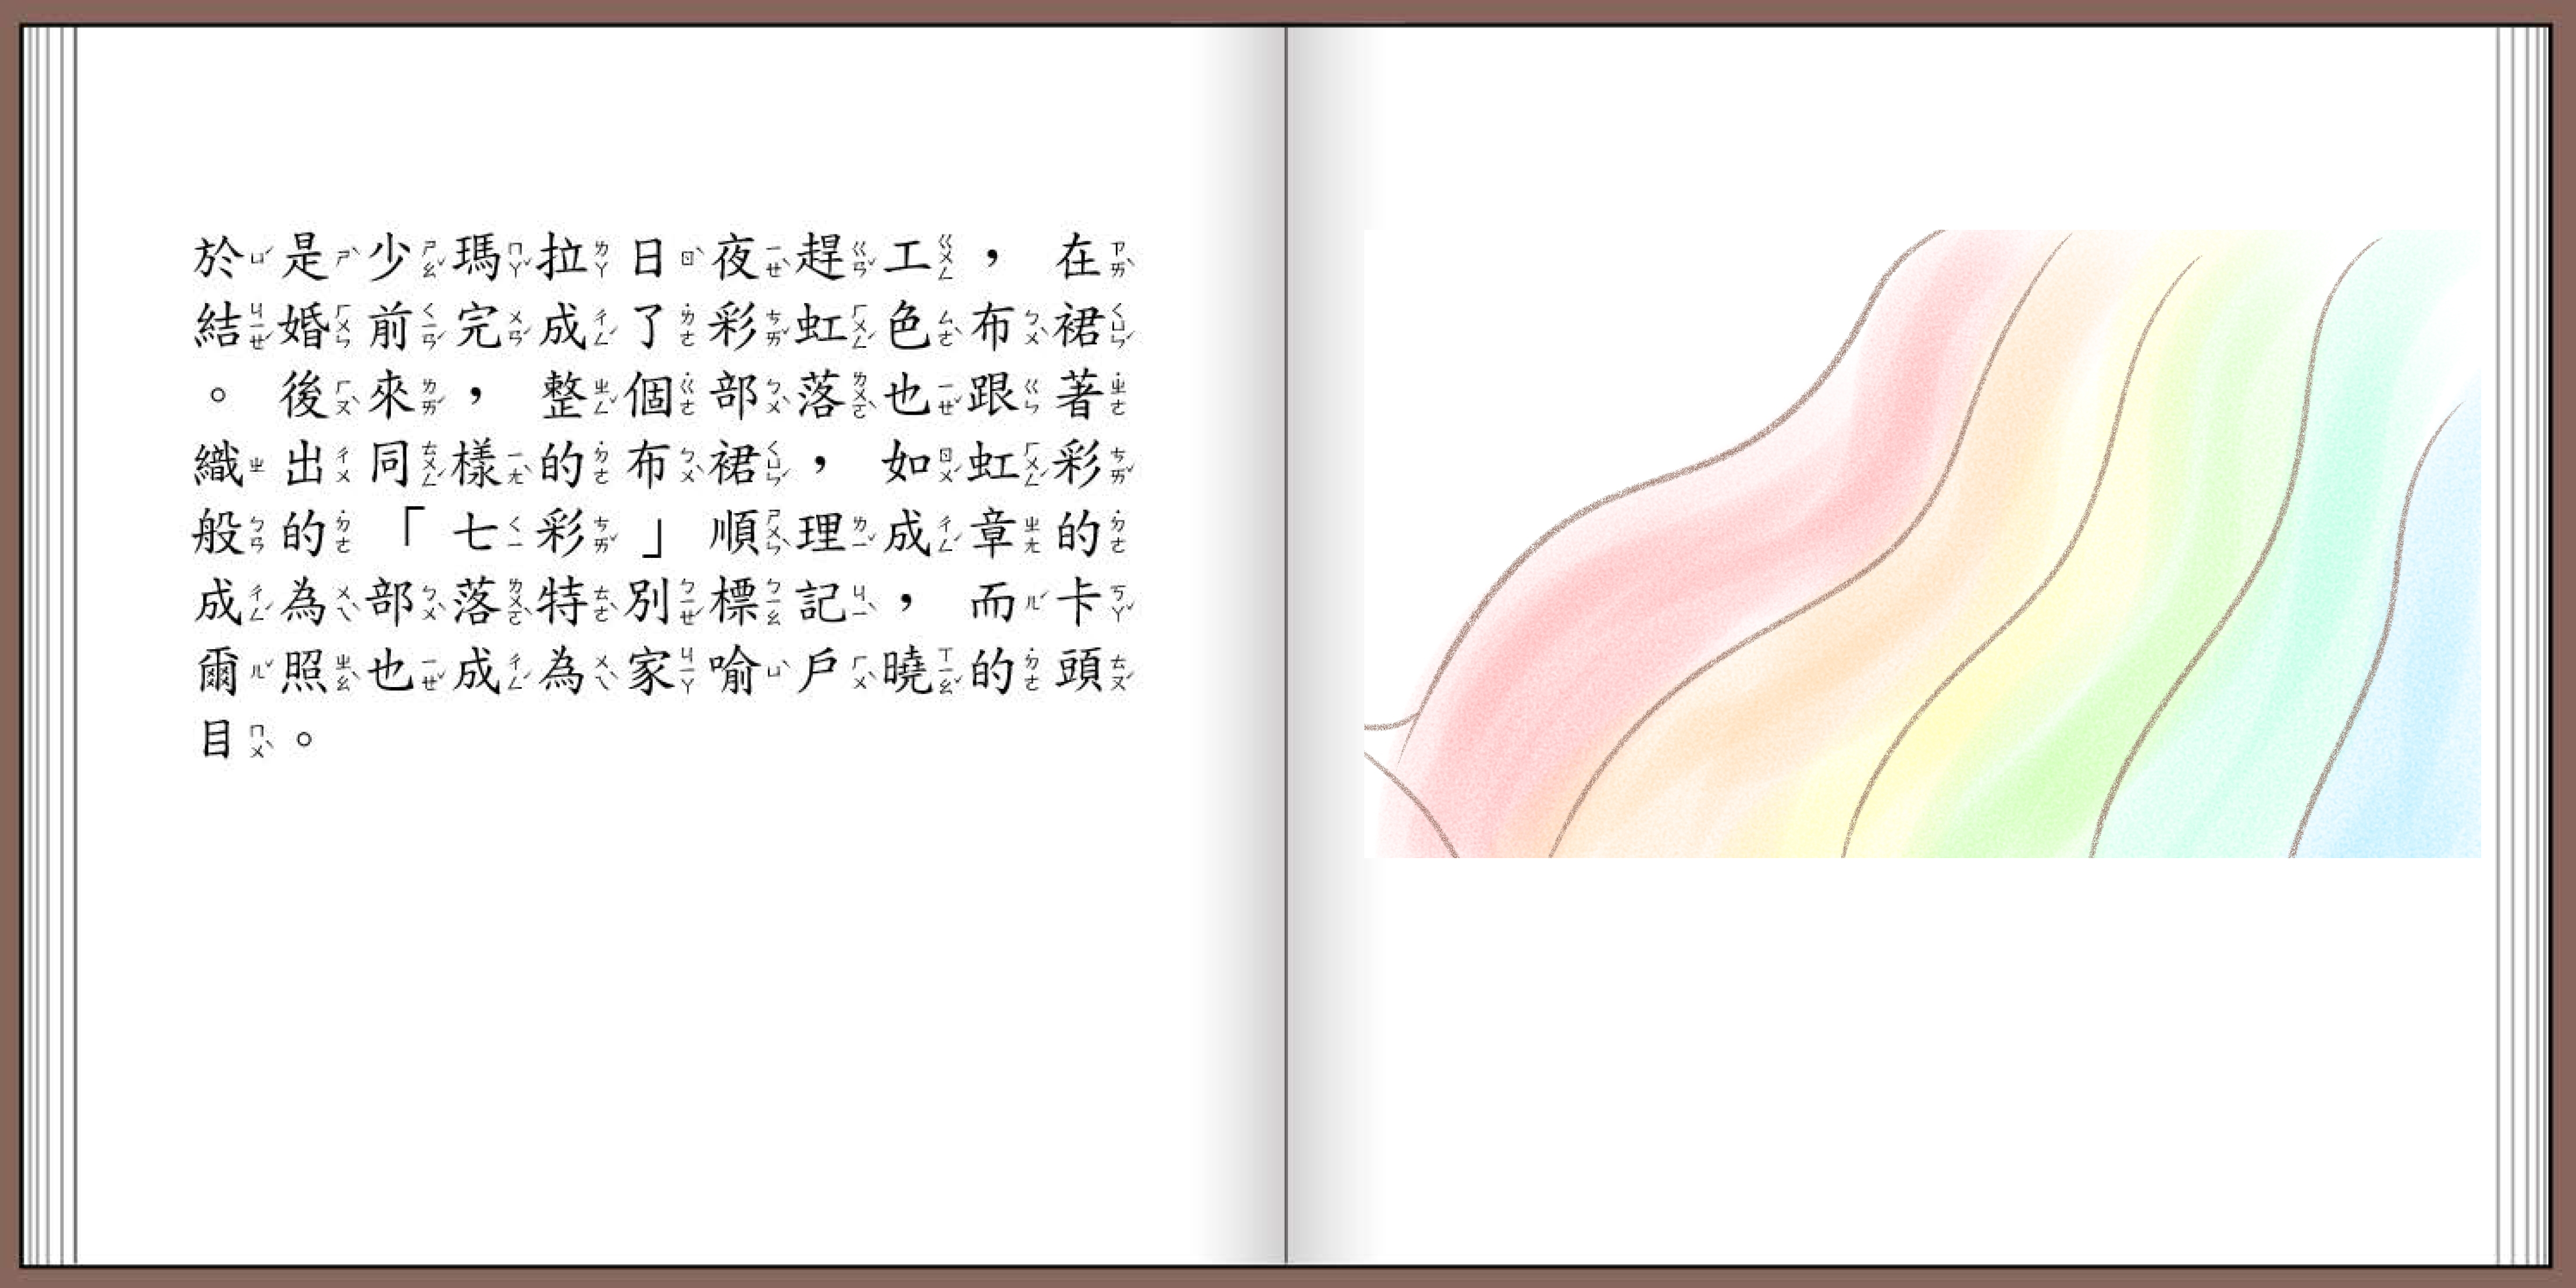 於是少瑪拉日夜趕工，在
結婚前完成了彩虹色布裙
。後來，整個部落也跟著
織出同樣的布裙，如虹彩
般的「七彩」順理成章的
成為部落特別標記，而卡
爾照也成為家喻戶曉的頭
目。